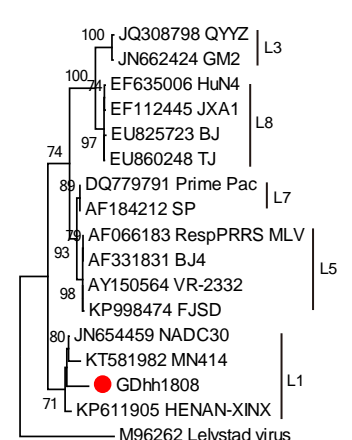 100 JQ308798 QYYZ
JN662424 GM2
L3
100 74 EF635006 HuN4
EF112445 JXA1
L8
97 EU825723 BJ
EU860248 TJ
74
89 DQ779791 Prime Pac
L7
AF184212 SP
79 AF066183 RespPRRS MLV
93 AF331831 BJ4
L5
AY150564 VR-2332
98 KP998474 FJSD
80 JN654459 NADC30
KT581982 MN414
GDhh1808
L1
71 KP611905 HENAN-XINX
M96262 Lelystad virus